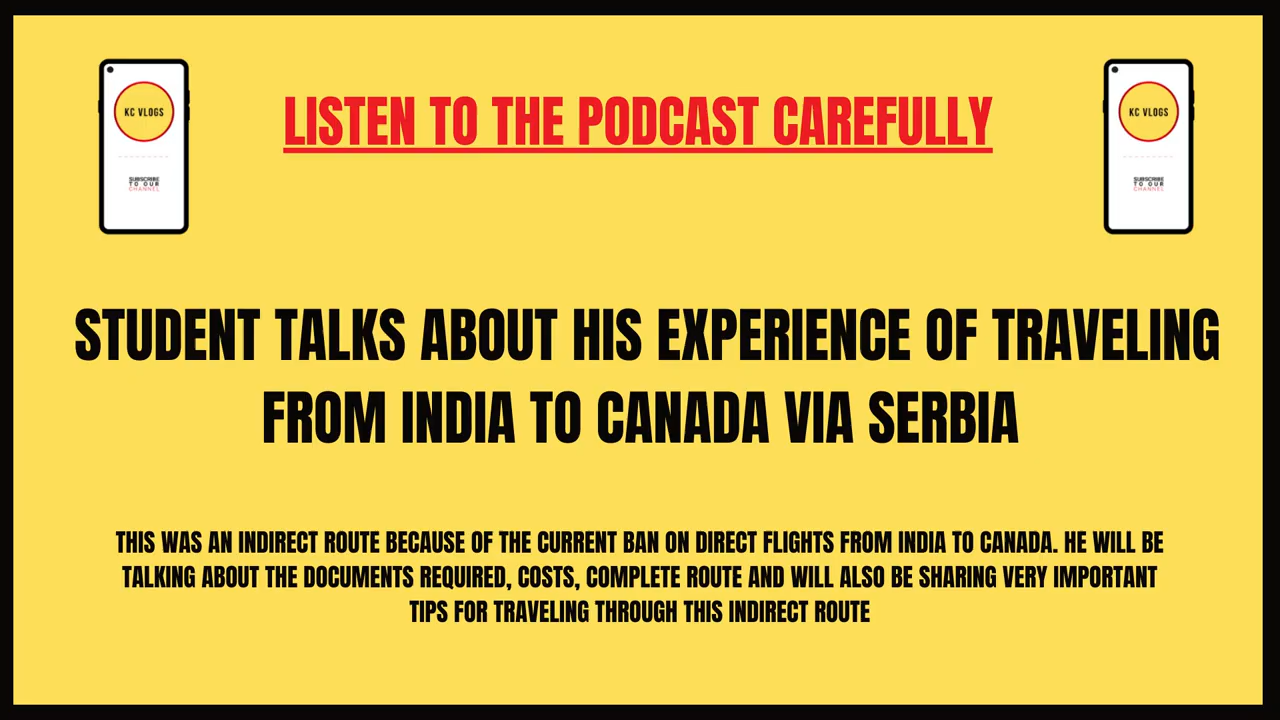 LISTEN TO THE PODCAST CAREFULLY
KC VLOGS
SUBSCRIBE
TO OUR
CHANNEL
KC VLOGS
SUBSCRIBE
TO OUR
CHANNEL
STUDENT TALKS ABOUT HIS EXPERIENCE OF TRAVELING
FROM INDIA TO CANADA VIA SERBIA
THIS WAS AN INDIRECT ROUTE BECAUSE OF THE CURRENT BAN ON DIRECT FLIGHTS FROM INDIA TO CANADA. HE WILL BE
TALKING ABOUT THE DOCUMENTS REQUIRED, COSTS, COMPLETE ROUTE AND WILL ALSO BE SHARING VERY IMPORTANT
TIPS FOR TRAVELING THROUGH THIS INDIRECT ROUTE